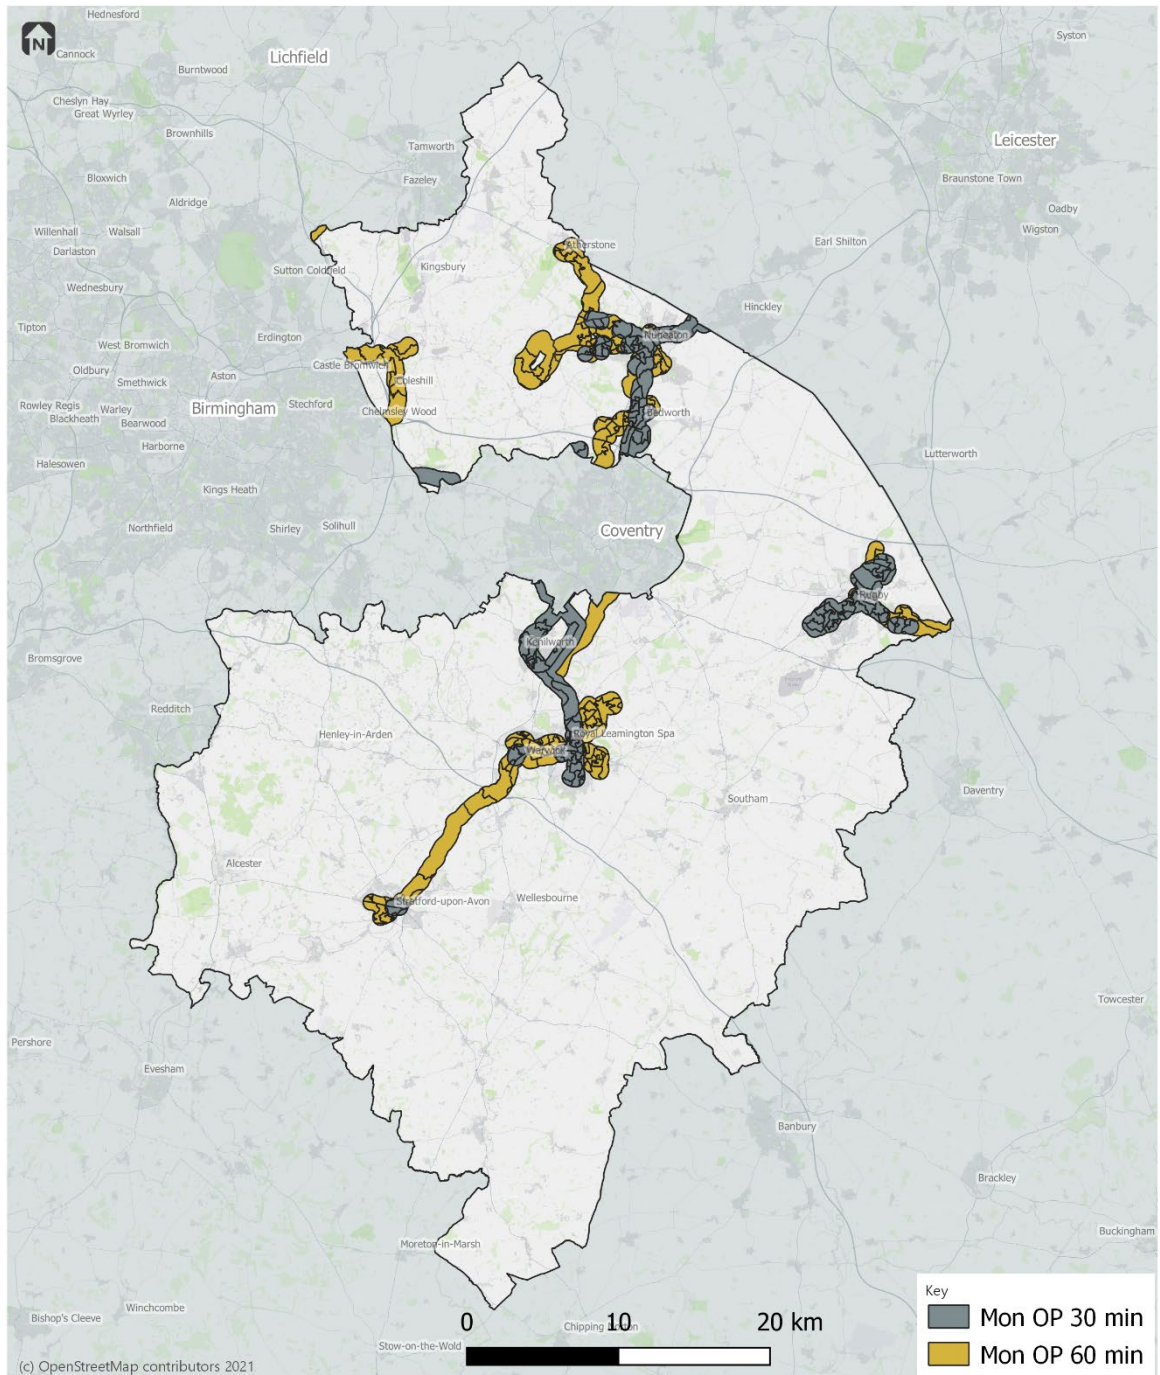 Hednesford
N
Cannock
Lichfield
Syston
Burntwood
Cheslyn Hay
Great Wyrley
Brownhills
Leicester
Tamworth
Bloxwich
Fazeley
Braunstone Town
Aldridge
Oadby
Willenhall
Walsall
Wigston
Darlaston
Atherstone
Earl Shilton
Sutton Coldfield
Kingsbury
Wednesbury
Hinckley
Tipton
Erdington
Nuneaton
West Bromwich
Castle Bromwich
Oldbury
Aston
Smethwick
Coleshill
Rowley Regis
Warley
Birmingham
Stechford
Chelmsley Wood
Bedworth
Blackheath
Bearwood
Harborne
Lutterworth
Halesowen
Kings Heath
Northfield
Shirley
Solihull
Coventry
Rugby
Kenilworth
Bromsgrove
Redditch
Henley-in-Arden
Royal Leamington Spa
Warwick
Southam
Daventry
Alcester
Stratford-upon-Avon
Wellesbourne
Towcester
Pershore
Evesham
Banbury
Brackley
Moreton-in-Marsh
Buckingham
Key
Winchcombe
Bishop's Cleeve
Mon OP 30 min
0 10 20 km
Chipping Norton
Stow-on-the-Wold
Mon OP 60 min
(c) OpenStreetMap contributors 2021